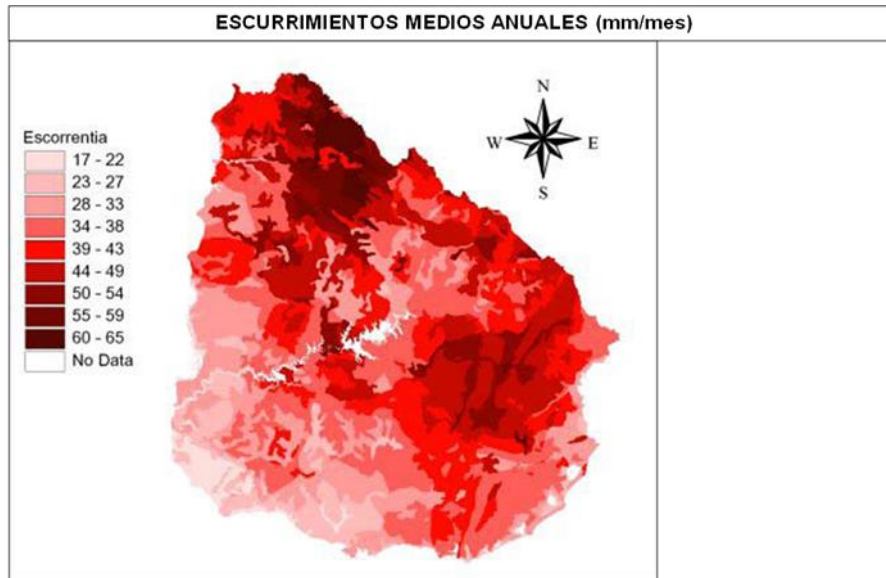 ESCURRIMIENTOS MEDIOS ANUALES (mm/mes)
N
W
E
S
Escorrentia
17 - 22
23 - 27
28 - 33
34 - 38
39 - 43
44 - 49
50 - 54
55 - 59
60 - 65
No Data